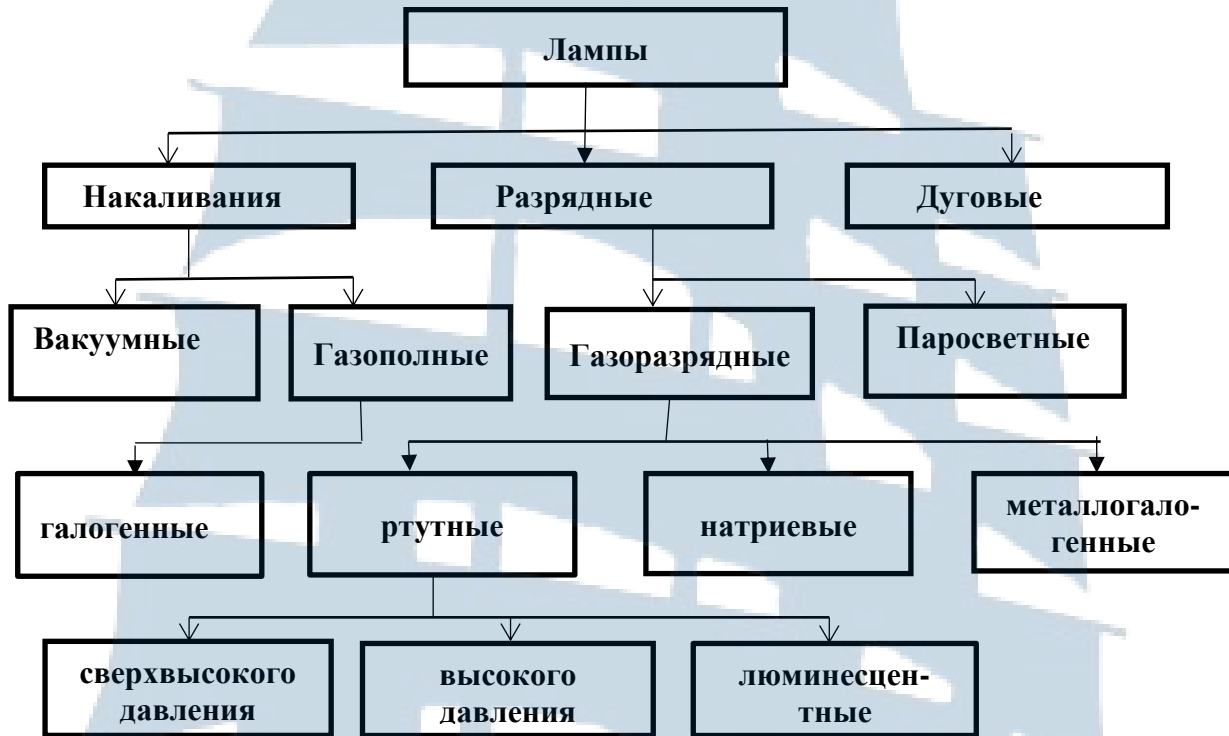 Лампы
Накаливания
Разрядные
Дуговые
Вакуумные
Газополные
Газоразрядные
Паросветные
галогенные
ртутные
натриевые
металлогало-
генные
сверхвысокого
давления
высокого
давления
люминесцен-
тные